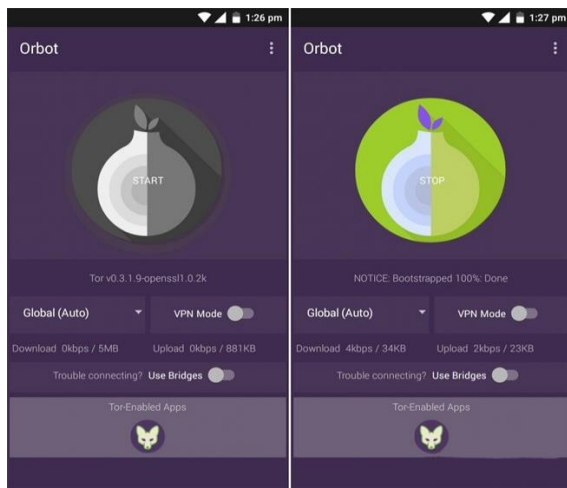 1:26 pm
Orbot
START
Tor v0.3.1.9-openssl1.0.2k
Global (Auto) VPN Mode
Download 0kbps / 5MB Upload 0kbps / 881KB
Trouble connecting? Use Bridges
Tor-Enabled Apps
1:27 pm
Orbot
STOP
NOTICE: Bootstrapped 100%: Done
Global (Auto) VPN Mode
Download 4kbps / 34KB Upload 2kbps / 23KB
Trouble connecting? Use Bridges
Tor-Enabled Apps